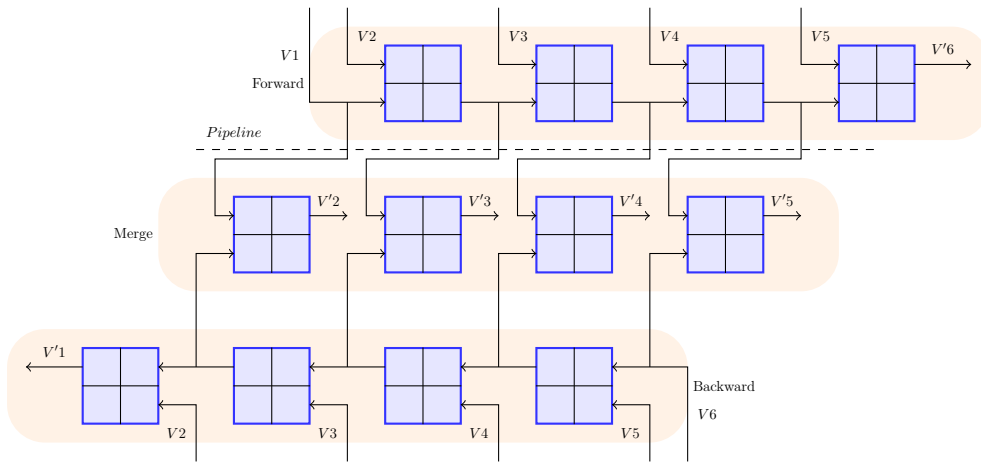 V2
V3
V4
V5
V1
V'6
Forward
Pipeline
V'2
V'3
V'4
V'5
Merge
V'1
Backward
V6
V2
V3
V4
V5